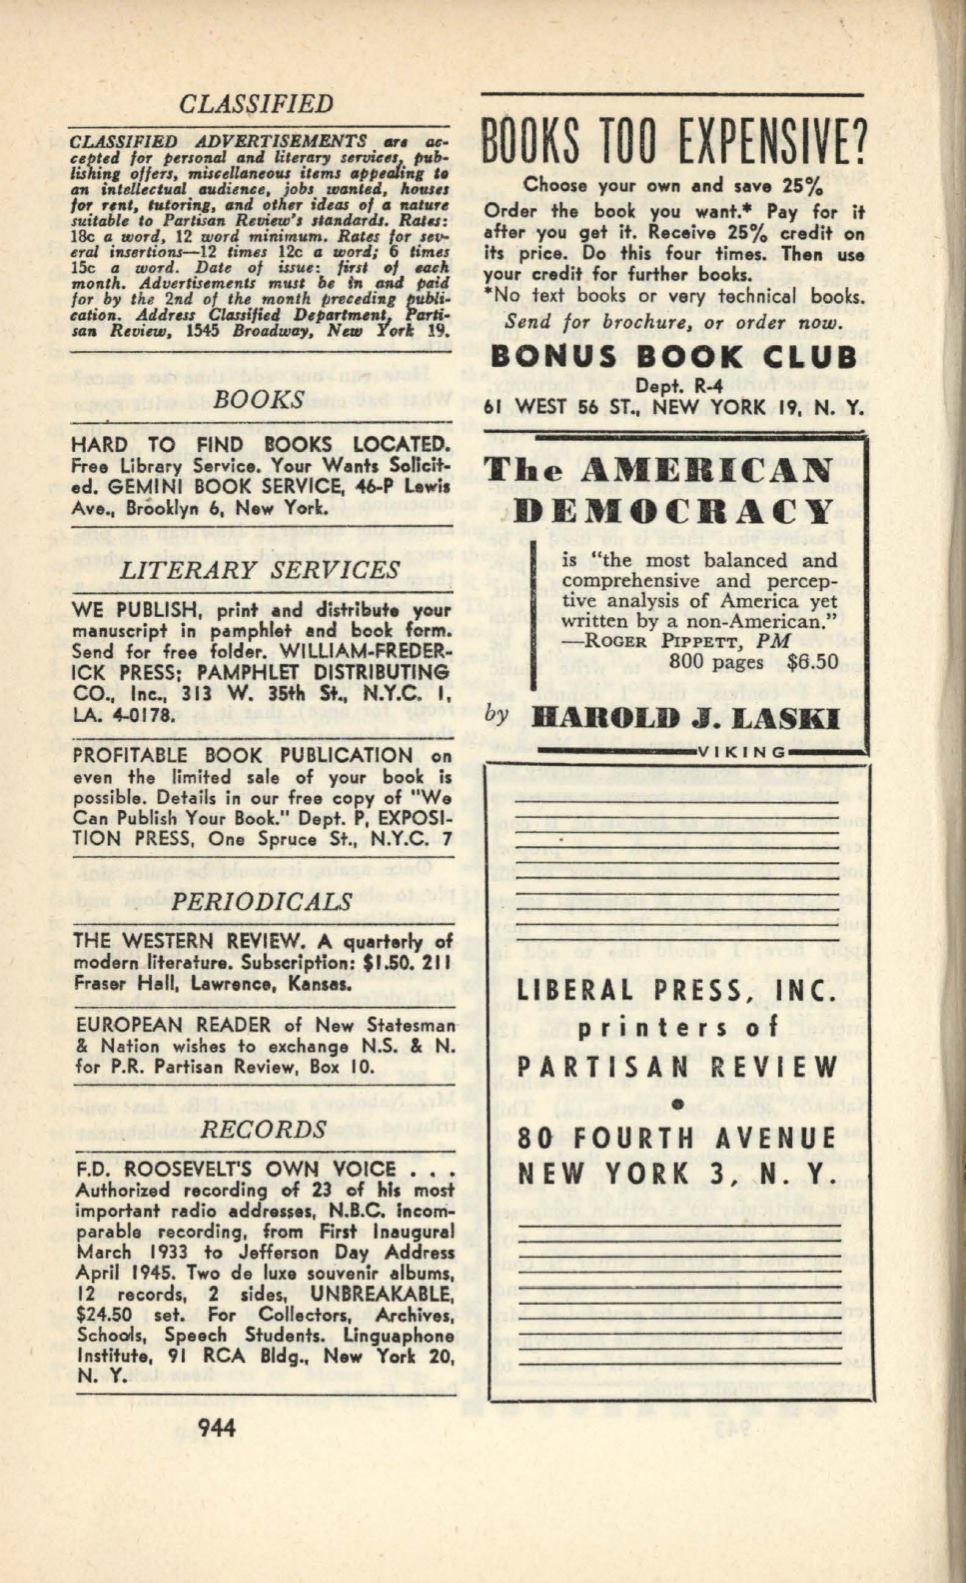 CLASSIFIED
CLASSIFIED ADVERTISEMENTS are ac-
cepted for personal and literary services, pub-
lishing offers, miscellaneous items appealing to
an intellectual audience, jobs wanted, houses
for rent, tutoring, and other ideas of a nature
suitable to Partisan Review's standards. Rates:
18c a word, 12 word minimum. Rates for sev-
eral insertions—12 times 12c a word; 6 times
15c a word. Date of issue: first of each
month. Advertisements must be in and paid
for by the 2nd of the month preceding publi-
cation. Address Classified Department, Parti-
san Review, 1545 Broadway, New York 19.
BOOKS
HARD TO FIND BOOKS LOCATED.
Free Library Service. Your Wants Solicit-
ed. GEMINI BOOK SERVICE, 46-P Lewis
Ave., Brooklyn 6, New York.
LITERARY SERVICES
WE PUBLISH, print and distribute your
manuscript in pamphlet and book form.
Send for free folder. WILLIAM-FREDER-
ICK PRESS; PAMPHLET DISTRIBUTING
CO., Inc., 313 W. 35th St., N.Y.C. 1,
LA. 4-0178.
PROFITABLE BOOK PUBLICATION on
even the limited sale of your book is
possible. Details in our free copy of "We
Can Publish Your Book." Dept. P, EXPOSI-
TION PRESS, One Spruce St., N.Y.C. 7
PERIODICALS
THE WESTERN REVIEW. A quarterly of
modern literature. Subscription: $1.50. 211
Fraser Hall, Lawrence, Kansas.
EUROPEAN READER of New Statesman
& Nation wishes to exchange N.S. & N.
for P.R. Partisan Review, Box 10.
RECORDS
F.D. ROOSEVELT'S OWN VOICE . . .
Authorized recording of 23 of his most
important radio addresses, N.B.C. incom-
parable recording, from First Inaugural
March 1933 to Jefferson Day Address
April 1945. Two de luxe souvenir albums,
12 records, 2 sides, UNBREAKABLE,
$24.50 set. For Collectors, Archives,
Schools, Speech Students. Linguaphone
Institute, 91 RCA Bldg., New York 20,
N. Y.
944
BOOKS TOO EXPENSIVE?
Choose your own and save 25%
Order the book you want.* Pay for it
after you get it. Receive 25% credit on
its price. Do this four times. Then use
your credit for further books.
*No text books or very technical books.
Send for brochure, or order now.
BONUS BOOK CLUB
Dept. R-4
61 WEST 56 ST., NEW YORK 19, N. Y.
The AMERICAN
DEMOCRACY
is "the most balanced and
comprehensive and percep-
tive analysis of America yet
written by a non-American."
—ROGER PIPPETT, PM
800 pages $6.50
by HAROLD J. LASKI
VIKING
LIBERAL PRESS, INC.
printers of
PARTISAN REVIEW
•
80 FOURTH AVENUE
NEW YORK 3, N. Y.